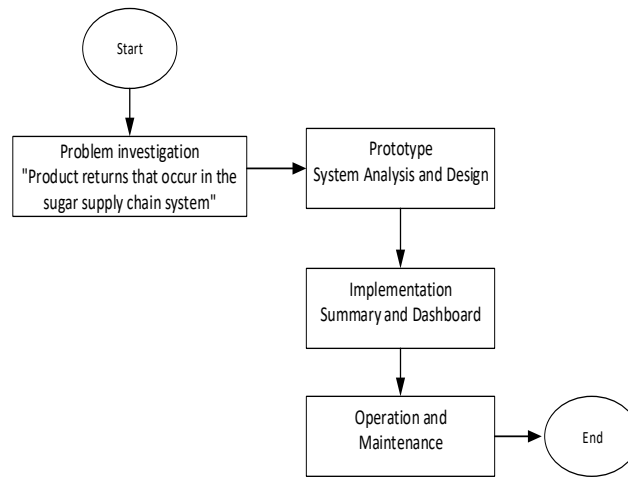 Start
Problem investigation
"Product returns that occur in the
sugar supply chain system"
Prototype
System Analysis and Design
Implementation
Summary and Dashboard
Operation and
Maintenance
End